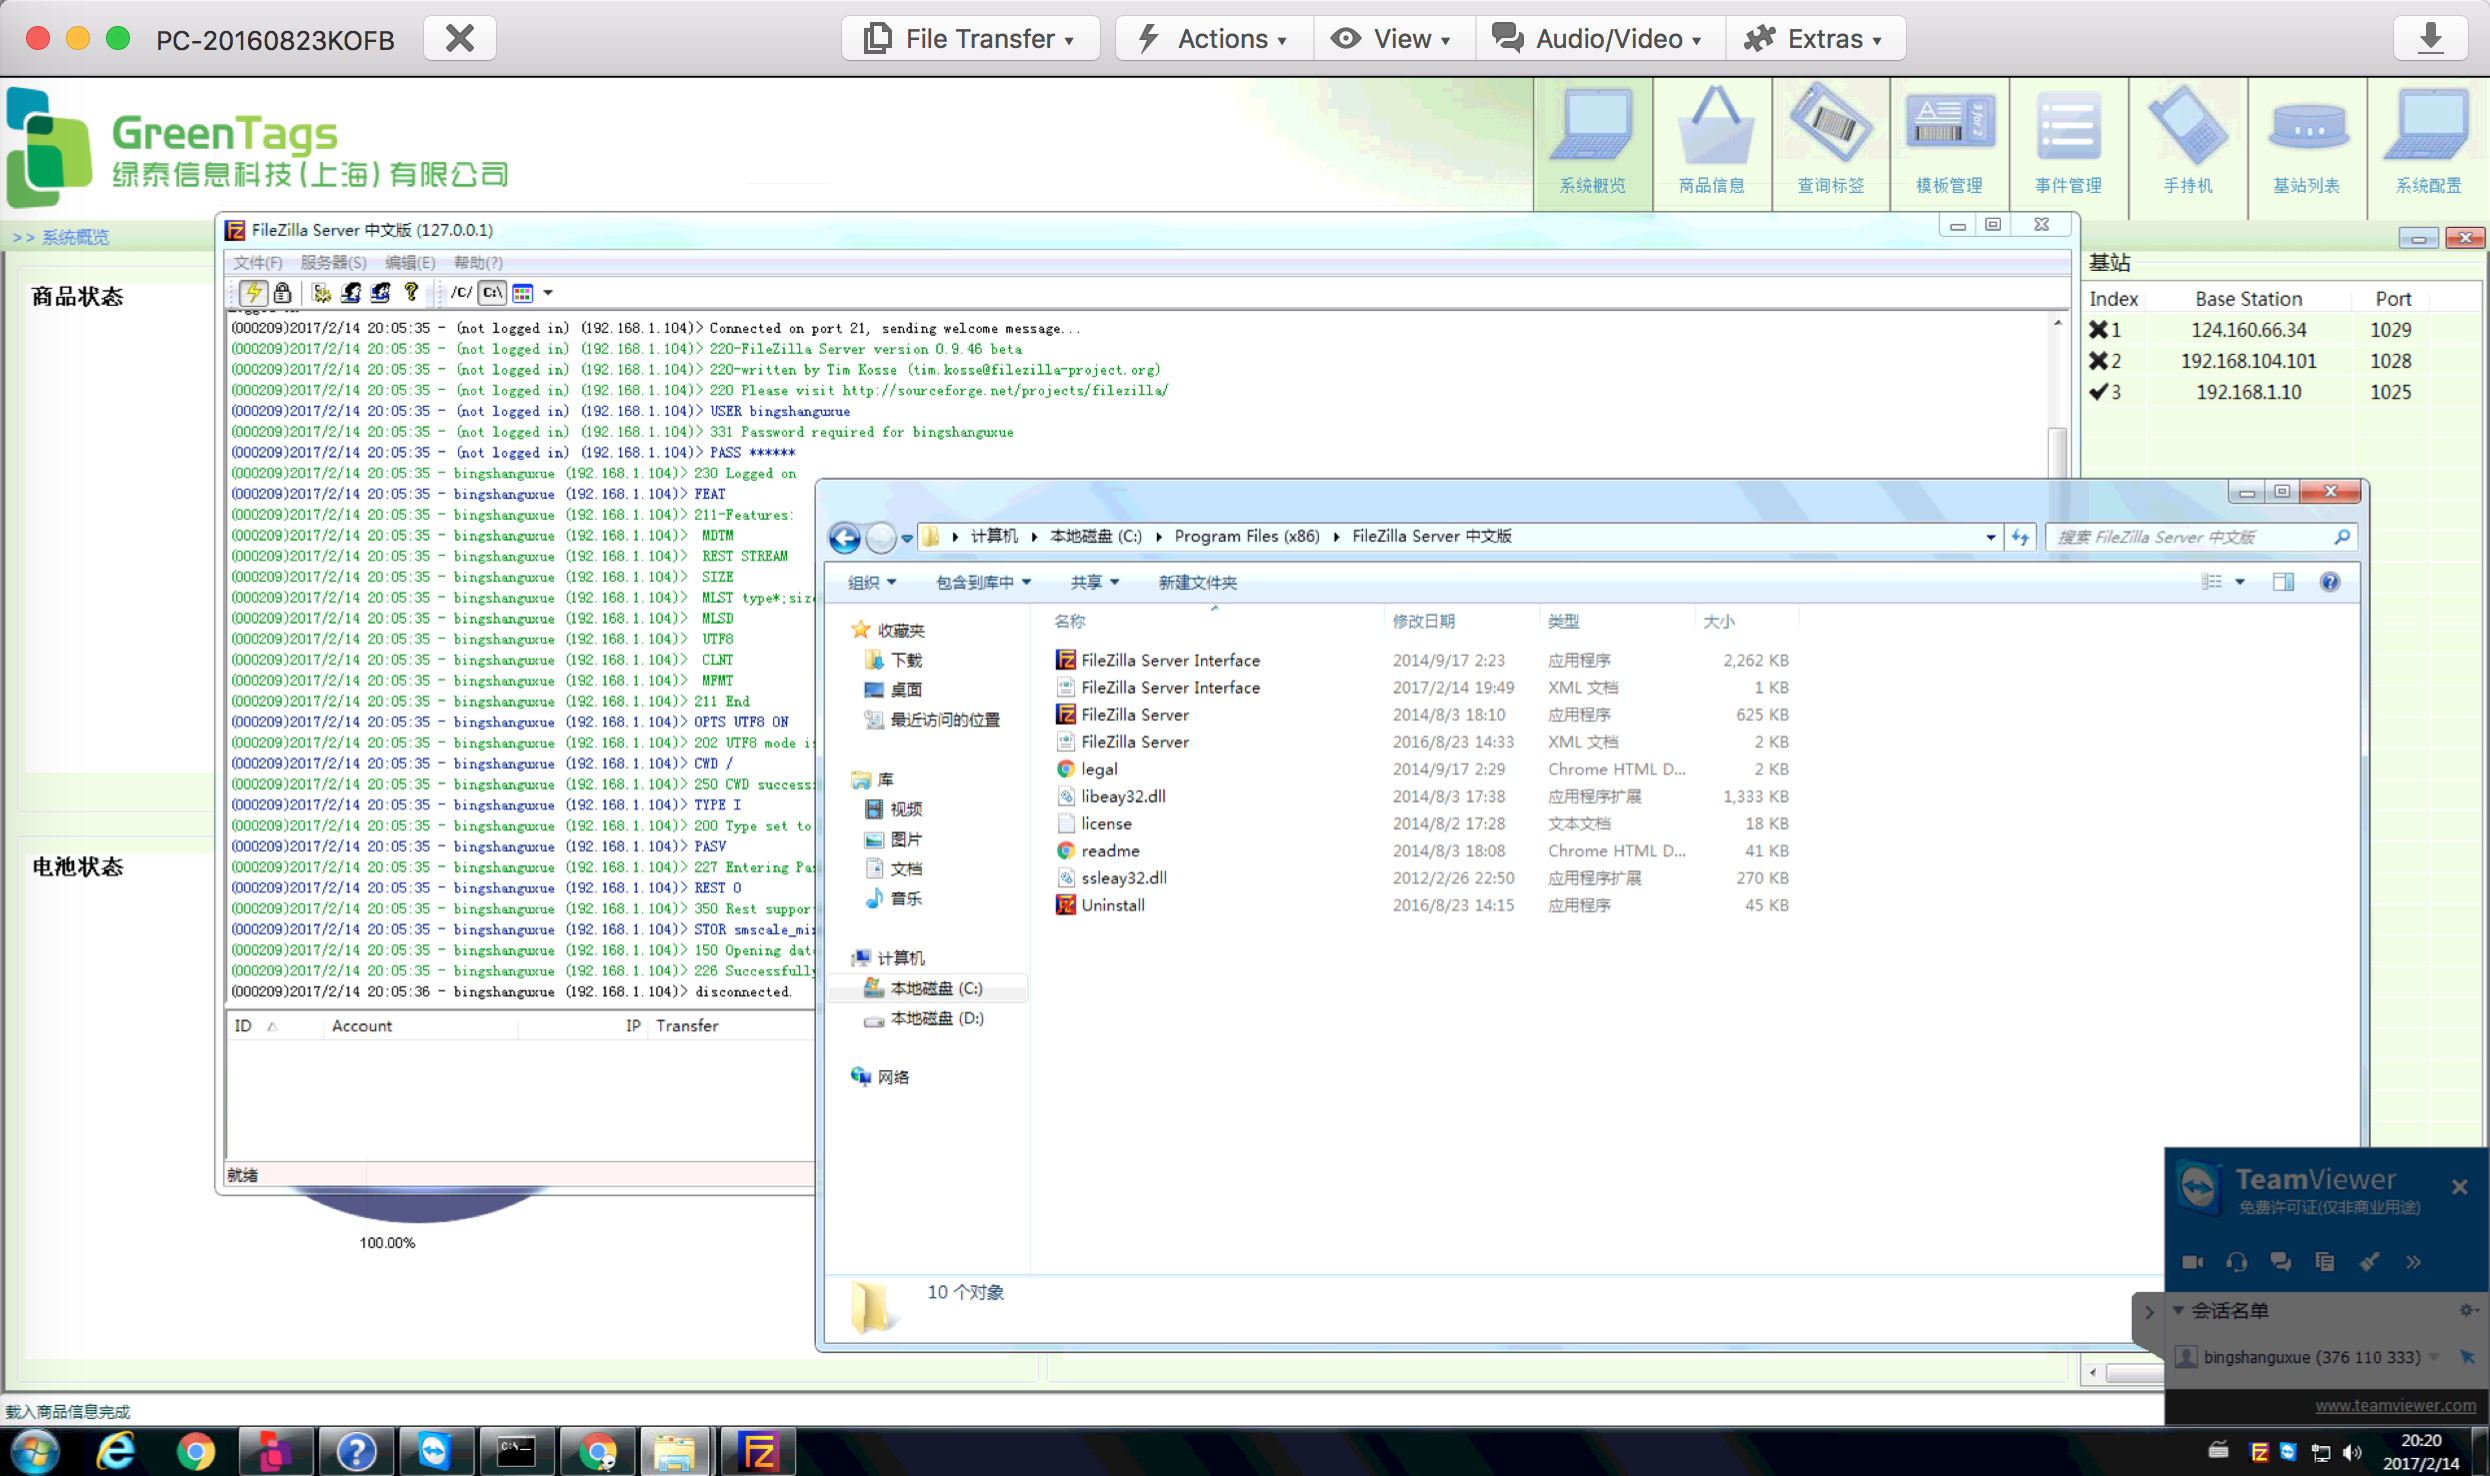 PC-20160823KOFB
File Transfer
Actions
View
Audio/Video
Extras
GreenTags
绿泰信息科技(上海)有限公司
系统概览
商品信息
查询标签
模板管理
事件管理
手持机
基站列表
系统配置
>> 系统概览
商品状态
电池状态
100.00%
载入商品信息完成
FileZilla Server 中文版 (127.0.0.1)
文件(F) 服务器(S) 编辑(E) 帮助(?)
/C/ C:\
(000209)2017/2/14 20:05:35 - (not logged in) (192.168.1.104)> Connected on port 21, sending welcome message...
(000209)2017/2/14 20:05:35 - (not logged in) (192.168.1.104)> 220-FileZilla Server version 0.9.46 beta
(000209)2017/2/14 20:05:35 - (not logged in) (192.168.1.104)> 220-written by Tim Kosse (tim.kosse@filezilla-project.org)
(000209)2017/2/14 20:05:35 - (not logged in) (192.168.1.104)> 220 Please visit http://sourceforge.net/projects/filezilla/
(000209)2017/2/14 20:05:35 - (not logged in) (192.168.1.104)> USER bingshanguxue
(000209)2017/2/14 20:05:35 - (not logged in) (192.168.1.104)> 331 Password required for bingshanguxue
(000209)2017/2/14 20:05:35 - (not logged in) (192.168.1.104)> PASS ******
(000209)2017/2/14 20:05:35 - bingshanguxue (192.168.1.104)> 230 Logged on
(000209)2017/2/14 20:05:35 - bingshanguxue (192.168.1.104)> FEAT
(000209)2017/2/14 20:05:35 - bingshanguxue (192.168.1.104)> 211-Features:
(000209)2017/2/14 20:05:35 - bingshanguxue (192.168.1.104)> MDTM
(000209)2017/2/14 20:05:35 - bingshanguxue (192.168.1.104)> REST STREAM
(000209)2017/2/14 20:05:35 - bingshanguxue (192.168.1.104)> SIZE
(000209)2017/2/14 20:05:35 - bingshanguxue (192.168.1.104)> MLST type*;siz
(000209)2017/2/14 20:05:35 - bingshanguxue (192.168.1.104)> MLSD
(000209)2017/2/14 20:05:35 - bingshanguxue (192.168.1.104)> UTF8
(000209)2017/2/14 20:05:35 - bingshanguxue (192.168.1.104)> CLNT
(000209)2017/2/14 20:05:35 - bingshanguxue (192.168.1.104)> MFMT
(000209)2017/2/14 20:05:35 - bingshanguxue (192.168.1.104)> 211 End
(000209)2017/2/14 20:05:35 - bingshanguxue (192.168.1.104)> OPTS UTF8 ON
(000209)2017/2/14 20:05:35 - bingshanguxue (192.168.1.104)> 202 UTF8 mode i
(000209)2017/2/14 20:05:35 - bingshanguxue (192.168.1.104)> CWD /
(000209)2017/2/14 20:05:35 - bingshanguxue (192.168.1.104)> 250 CWD success
(000209)2017/2/14 20:05:35 - bingshanguxue (192.168.1.104)> TYPE I
(000209)2017/2/14 20:05:35 - bingshanguxue (192.168.1.104)> 200 Type set to
(000209)2017/2/14 20:05:35 - bingshanguxue (192.168.1.104)> PASV
(000209)2017/2/14 20:05:35 - bingshanguxue (192.168.1.104)> 227 Entering Pa
(000209)2017/2/14 20:05:35 - bingshanguxue (192.168.1.104)> REST 0
(000209)2017/2/14 20:05:35 - bingshanguxue (192.168.1.104)> 350 Rest suppor
(000209)2017/2/14 20:05:35 - bingshanguxue (192.168.1.104)> STOR smscale_mi
(000209)2017/2/14 20:05:35 - bingshanguxue (192.168.1.104)> 150 Opening dat
(000209)2017/2/14 20:05:35 - bingshanguxue (192.168.1.104)> 226 Successfully
(000209)2017/2/14 20:05:36 - bingshanguxue (192.168.1.104)> disconnected.
ID Account IP Transfer
就绪
基站
Index Base Station Port
1 124.160.66.34 1029
2 192.168.104.101 1028
3 192.168.1.10 1025
计算机 本地磁盘 (C:) Program Files (x86) FileZilla Server 中文版
搜索 FileZilla Server 中文版
组织 包含到库中 共享 新建文件夹
收藏夹
下载
桌面
最近访问的位置
库
视频
图片
文档
音乐
计算机
本地磁盘 (C:)
本地磁盘 (D:)
网络
名称 修改日期 类型 大小
FileZilla Server Interface 2014/9/17 2:23 应用程序 2,262 KB
FileZilla Server Interface 2017/2/14 19:49 XML 文档 1 KB
FileZilla Server 2014/8/3 18:10 应用程序 625 KB
FileZilla Server 2016/8/23 14:33 XML 文档 2 KB
legal 2014/9/17 2:29 Chrome HTML D... 2 KB
libeay32.dll 2014/8/3 17:38 应用程序扩展 1,333 KB
license 2014/8/2 17:28 文本文档 18 KB
readme 2014/8/3 18:08 Chrome HTML D... 41 KB
ssleay32.dll 2012/2/26 22:50 应用程序扩展 270 KB
Uninstall 2016/8/23 14:15 应用程序 45 KB
10 个对象
TeamViewer
免费许可证(仅非商业用途)
会话名单
bingshanguxue (376 110 333)
www.teamviewer.com
20:20
2017/2/14